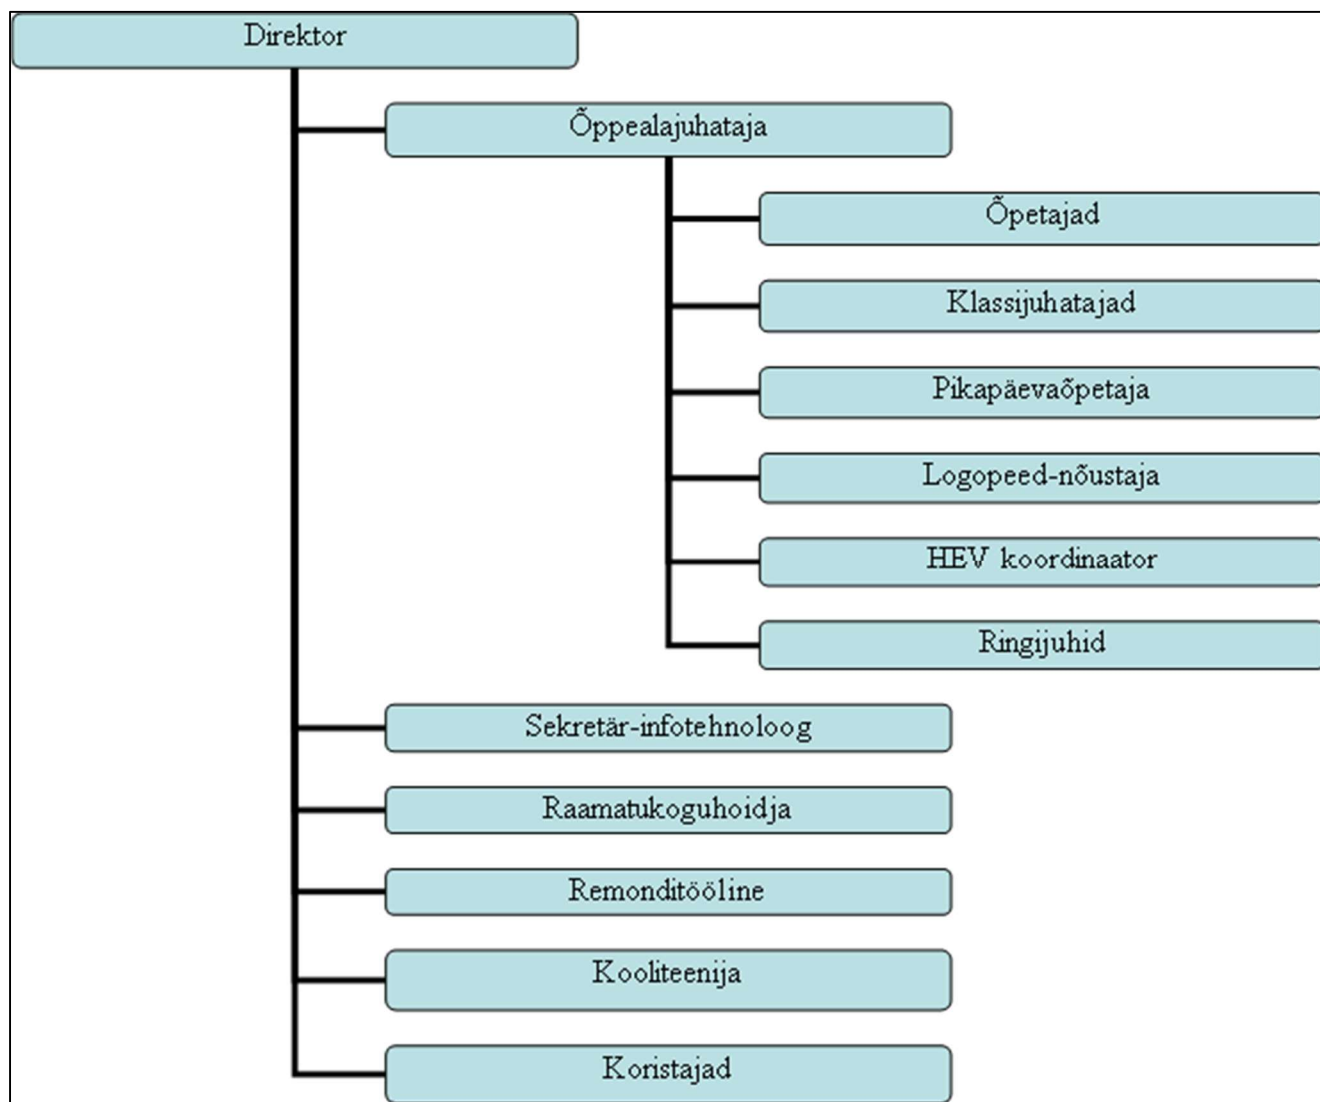 Direktor
Õppealajuhataja
Õpetajad
Klassijuhatajad
Pikapäevaõpetaja
Logopeed-nõustaja
HEV koordinaator
Ringijuhid
Sekretär-infotehnoloog
Raamatukoguhoidja
Remonditööline
Kooliteenija
Koristajad